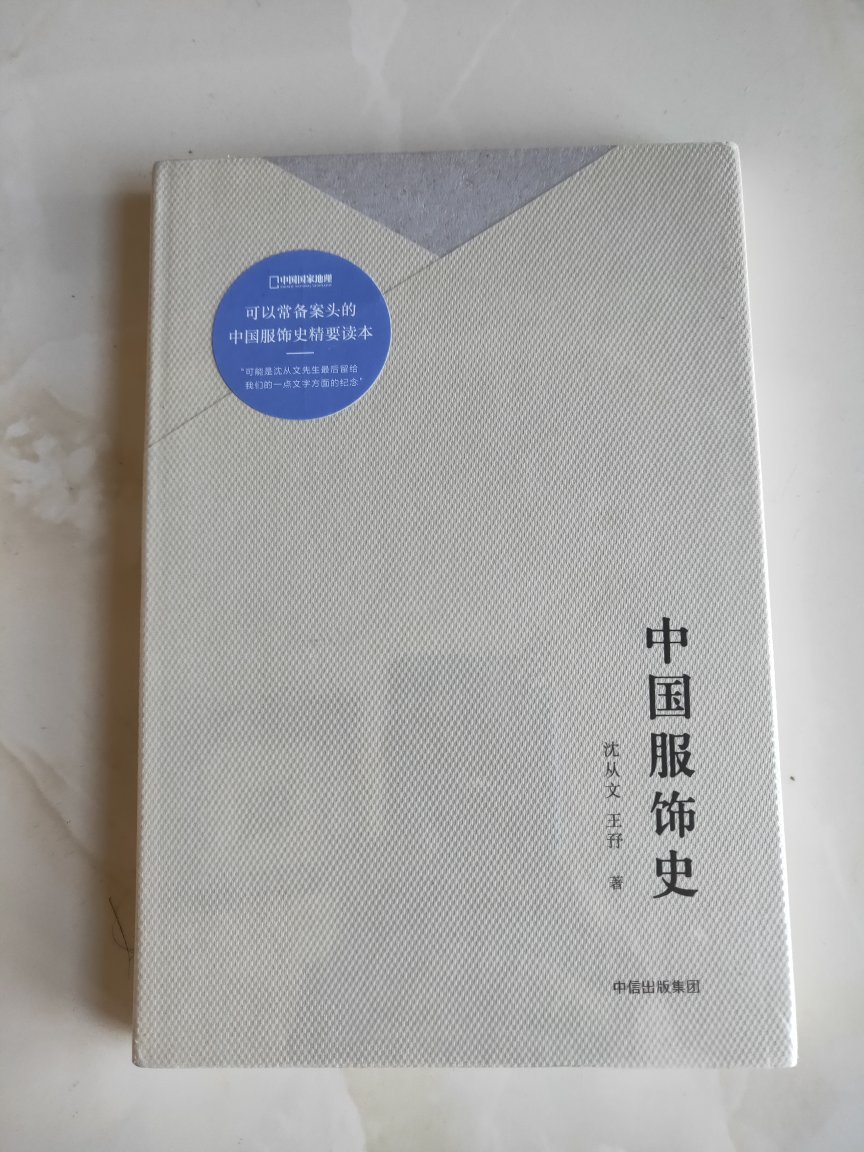 中国国家地理
可以常备案头的
中国服饰史精要读本
“可能是沈从文先生最后留给
我们的一点文字方面的纪念”
中国服饰史
沈从文 王㐨 著
中信出版集团